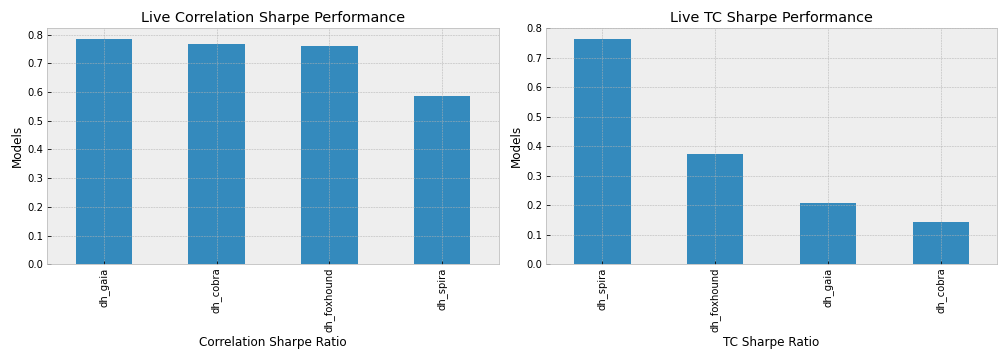 Live Correlation Sharpe Performance
Models
0.8
0.7
0.6
0.5
0.4
0.3
0.2
0.1
0.0
dh_gaia
dh_cobra
dh_foxhound
dh_spira
Correlation Sharpe Ratio
Live TC Sharpe Performance
Models
0.8
0.7
0.6
0.5
0.4
0.3
0.2
0.1
0.0
dh_spira
dh_foxhound
dh_gaia
dh_cobra
TC Sharpe Ratio